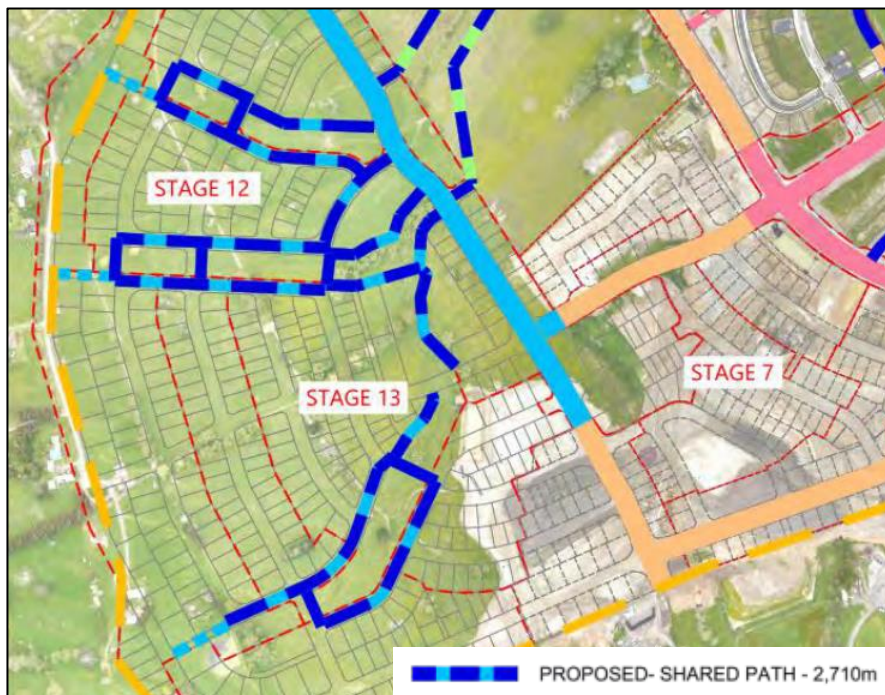 STAGE 12
STAGE 7
STAGE 13
PROPOSED- SHARED PATH - 2,710m